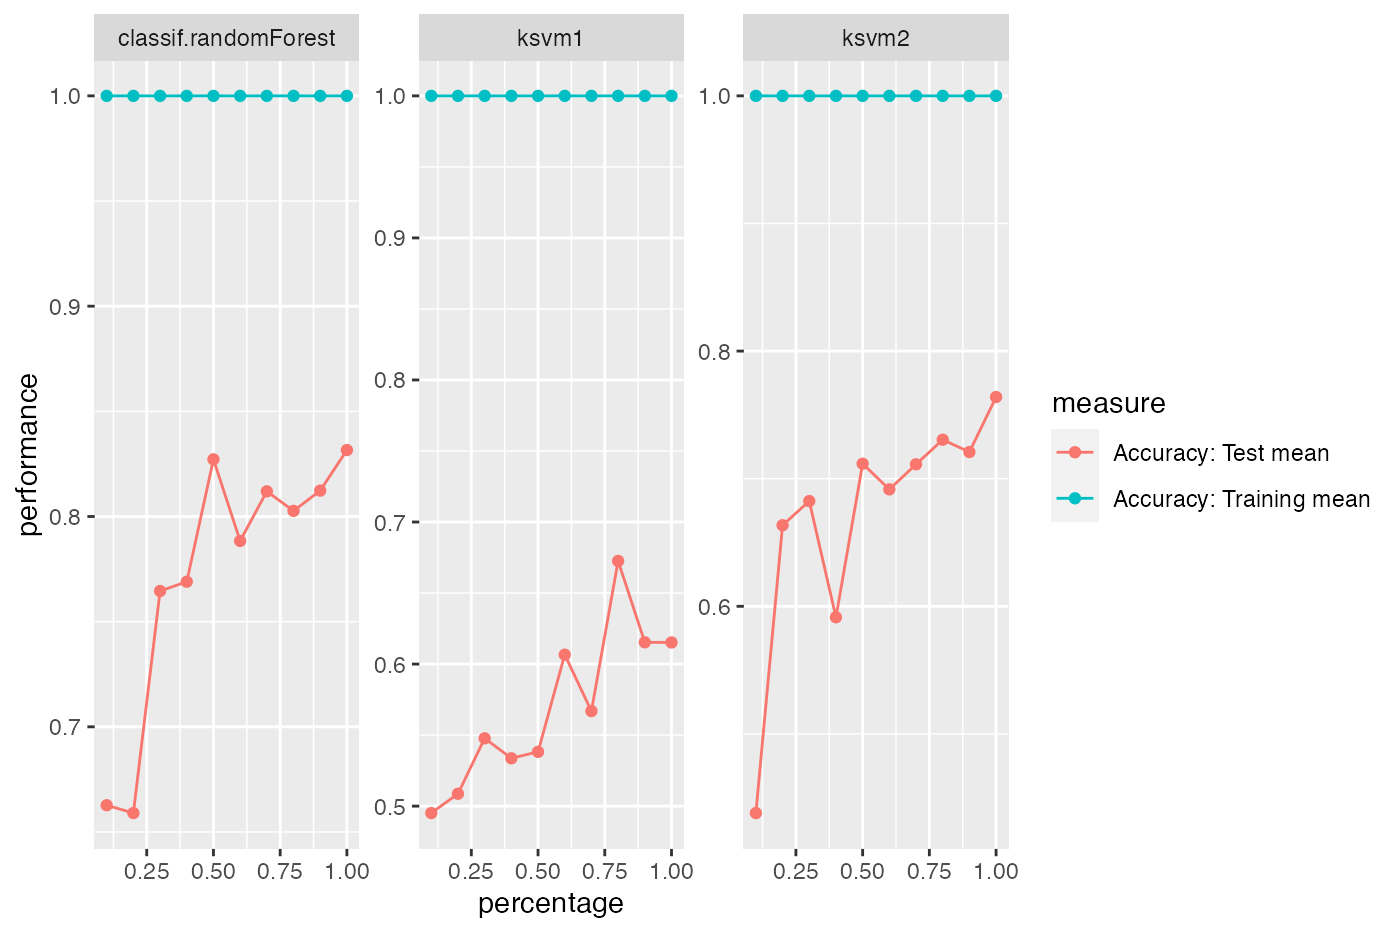 classif.randomForest
ksvm1
ksvm2
performance
1.0
0.9
0.8
0.7
1.0
0.9
0.8
0.7
0.6
0.5
1.0
0.8
0.6
0.25 0.50 0.75 1.00
0.25 0.50 0.75 1.00
0.25 0.50 0.75 1.00
percentage
measure
Accuracy: Test mean
Accuracy: Training mean